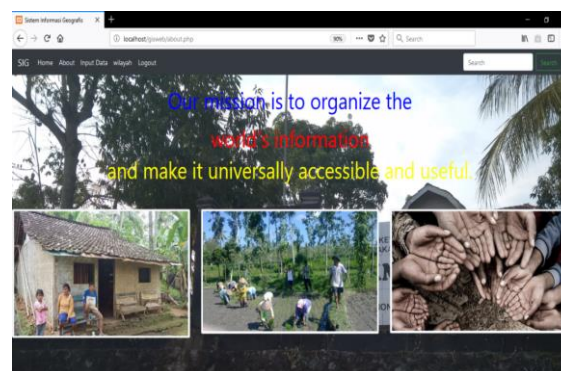 Sistem Informasi Geografis
localhost/gowels/about.php
90%
Search
SIG Home About Input Data wilayah Logout
Search
Search
Our mission is to organize the
world's information
and make it universally accessible and useful.